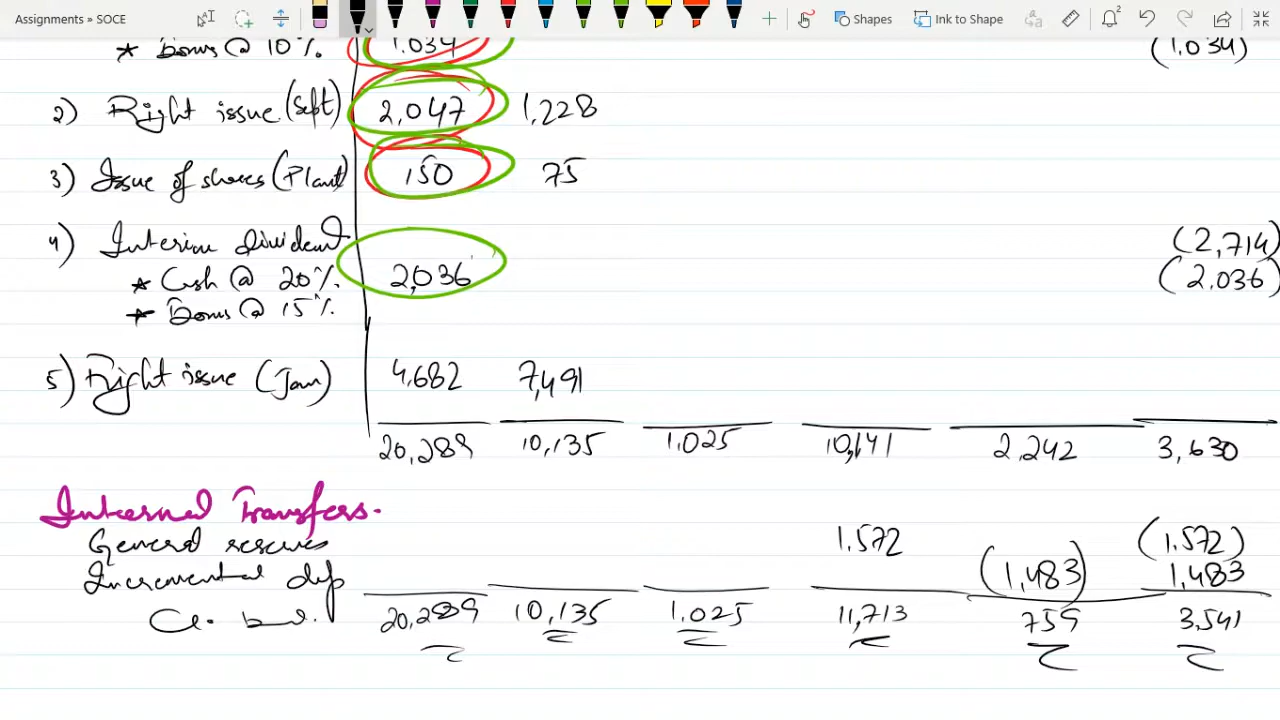 Assignments » SOCE Shapes Ink to Shape
* Bonus @ 10% 1.034 (1,034)
2) Right issue (Sept) 2,047 1,228
3) Issue of shares (Plant) 150 75
4) Interim dividend (2,714)
* Cash @ 20% 2,036 (2.036)
* Bonus @ 15%
5) Right issue (Jan) 4,682 7,491
20,289 10,135 1.025 10,141 2,242 3,630
Internal Transfers.
General reserves 1.572 (1.572)
Incremental dep (1,483) 1,483
Cl. bal. 20,289 10,135 1.025 11,713 759 3,541